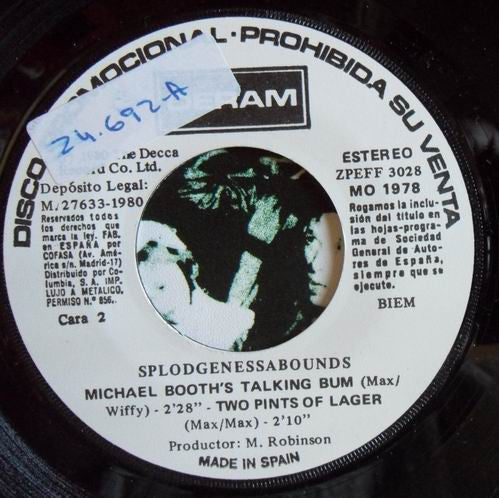 DISCO PROMOCIONAL·PROHIBIDA SU VENTA
24.692-A
DERAM
1980 The Decca
Record Co. Ltd.
Depósito Legal:
M. 27633-1980
Reservados todos
los derechos que
marca la ley. FAB.
en ESPAÑA por
COFASA (Av. Amé-
rica s/n. Madrid-17)
Distribuido por Co-
lumbia, S. A. IMP.
LUJO A METALICO,
PERMISO N.º 856.
Cara 2
ESTEREO
ZPEFF 3028
MO 1978
Rogamos la inclu-
sión del título en
las hojas-progra-
ma de Sociedad
General de Auto-
res de España,
siempre que se
ejecute.
BIEM
SPLODGENESSABOUNDS
MICHAEL BOOTH'S TALKING BUM (Max/
Wiffy) - 2'28" - TWO PINTS OF LAGER
(Max/Max) - 2'10"
Productor: M. Robinson
MADE IN SPAIN